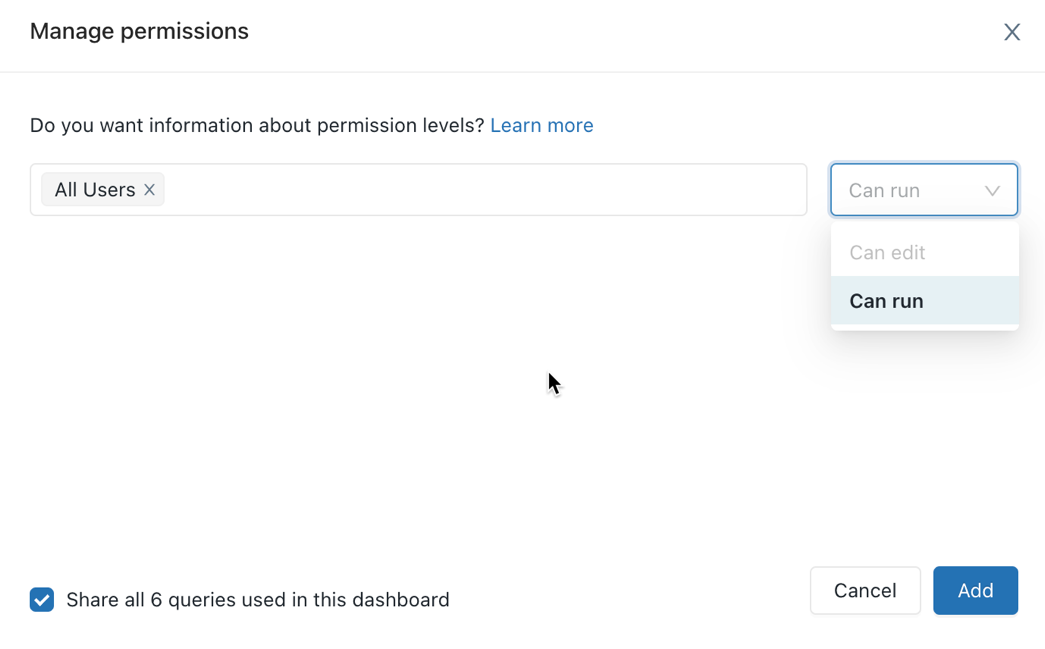 Manage permissions
Do you want information about permission levels? Learn more
All Users
Can run
Can edit
Can run
Share all 6 queries used in this dashboard
Cancel
Add